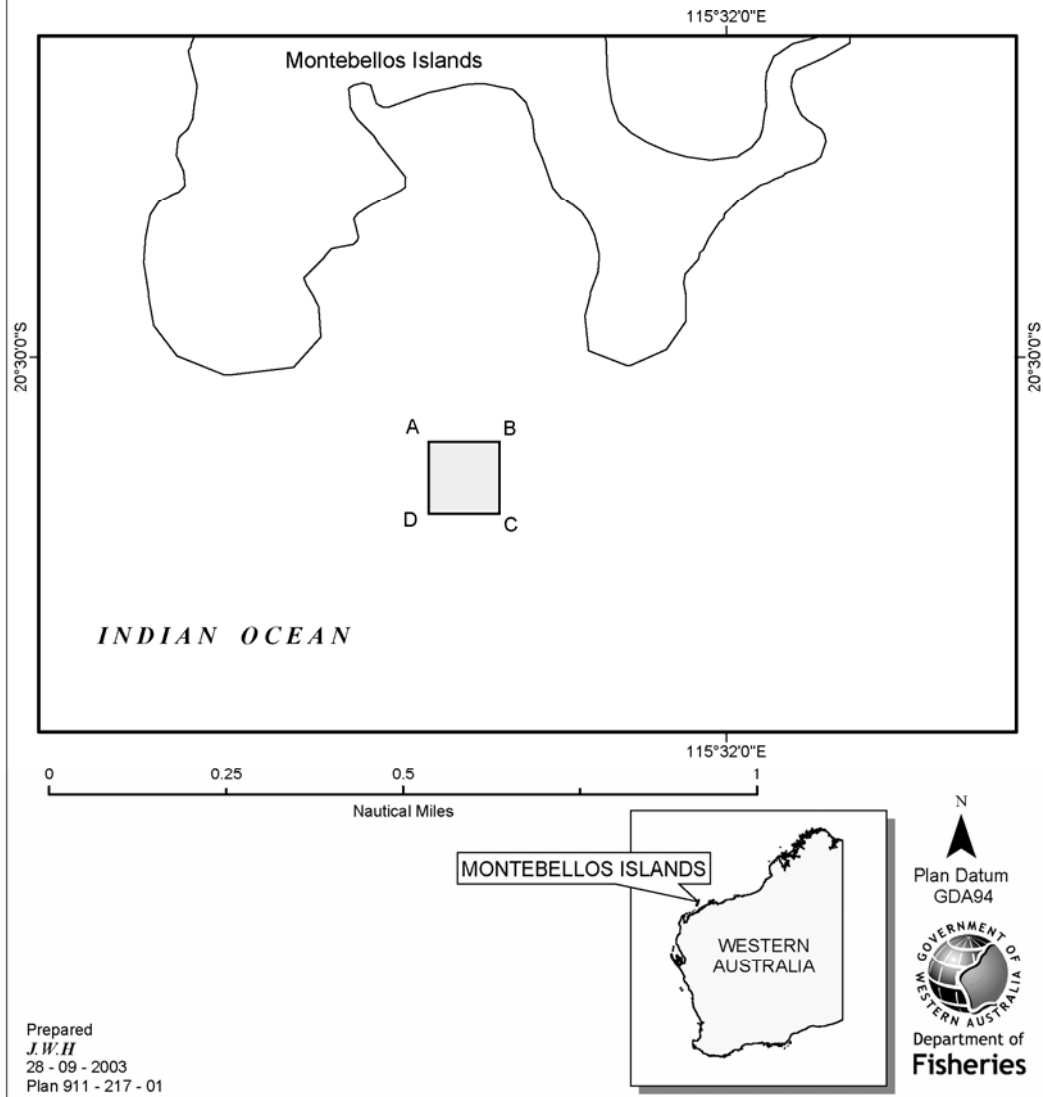 115°32'0"E
Montebellos Islands
20°30'0"S
20°30'0"S
A
B
D
C
INDIAN OCEAN
115°32'0"E
0
0.25
0.5
1
Nautical Miles
MONTEBELLOS ISLANDS
WESTERN
AUSTRALIA
N
Plan Datum
GDA94
GOVERNMENT OF
WESTERN AUSTRALIA
Department of
Fisheries
Prepared
J.W.H
28 - 09 - 2003
Plan 911 - 217 - 01